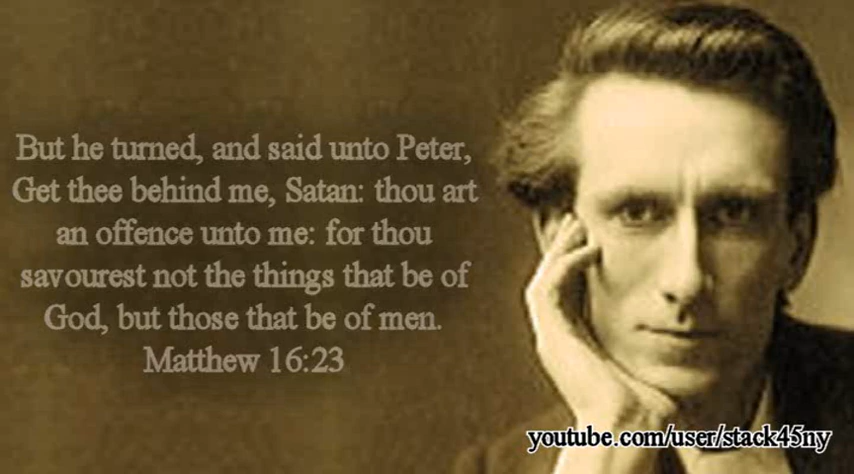 But he turned, and said unto Peter,
Get thee behind me, Satan: thou art
an offence unto me: for thou
savourest not the things that be of
God, but those that be of men.
Matthew 16:23
youtube.com/user/stack45ny